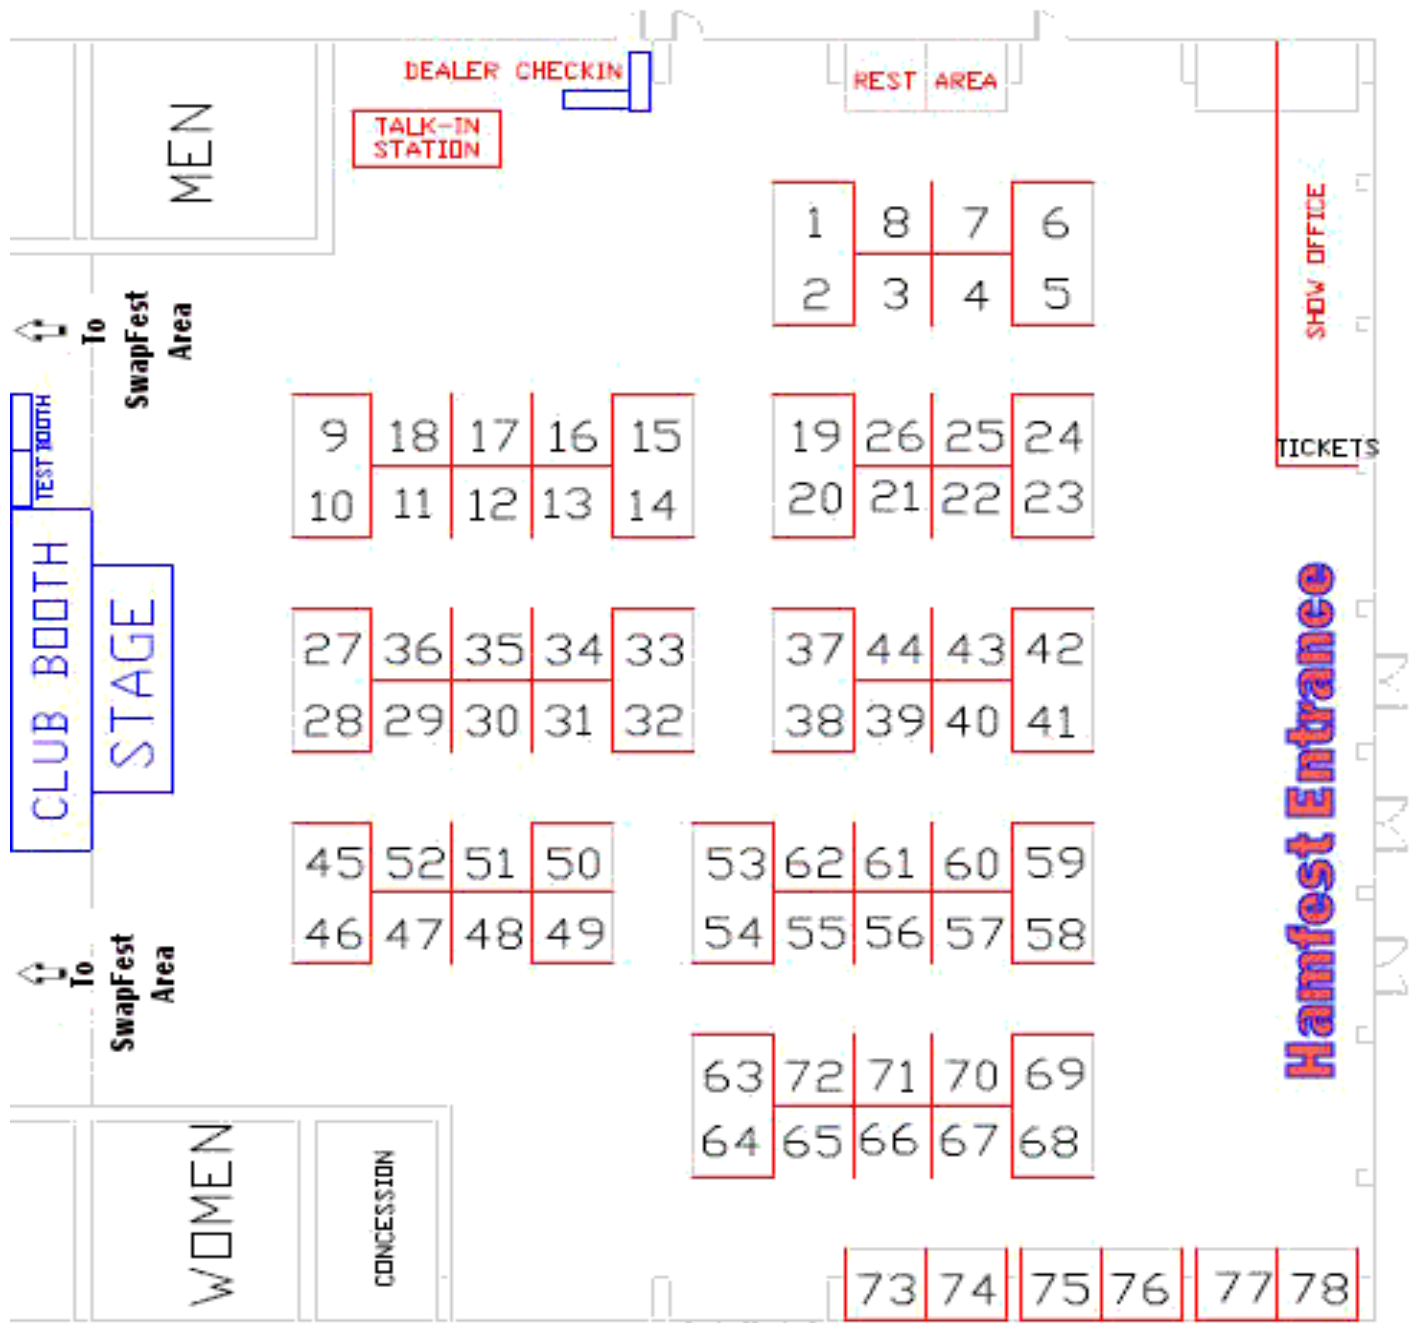 DEALER CHECKIN
REST AREA
TALK-IN
STATION
MEN
SHOW OFFICE
1 8 7 6
2 3 4 5
To
SwapFest
Area
TEST BOOTH
9 18 17 16 15
19 26 25 24
TICKETS
10 11 12 13 14
20 21 22 23
CLUB BOOTH
STAGE
Hamfest Entrance
27 36 35 34 33
37 44 43 42
28 29 30 31 32
38 39 40 41
45 52 51 50
53 62 61 60 59
46 47 48 49
54 55 56 57 58
To
SwapFest
Area
63 72 71 70 69
64 65 66 67 68
WOMEN
CONCESSION
73 74 75 76 77 78